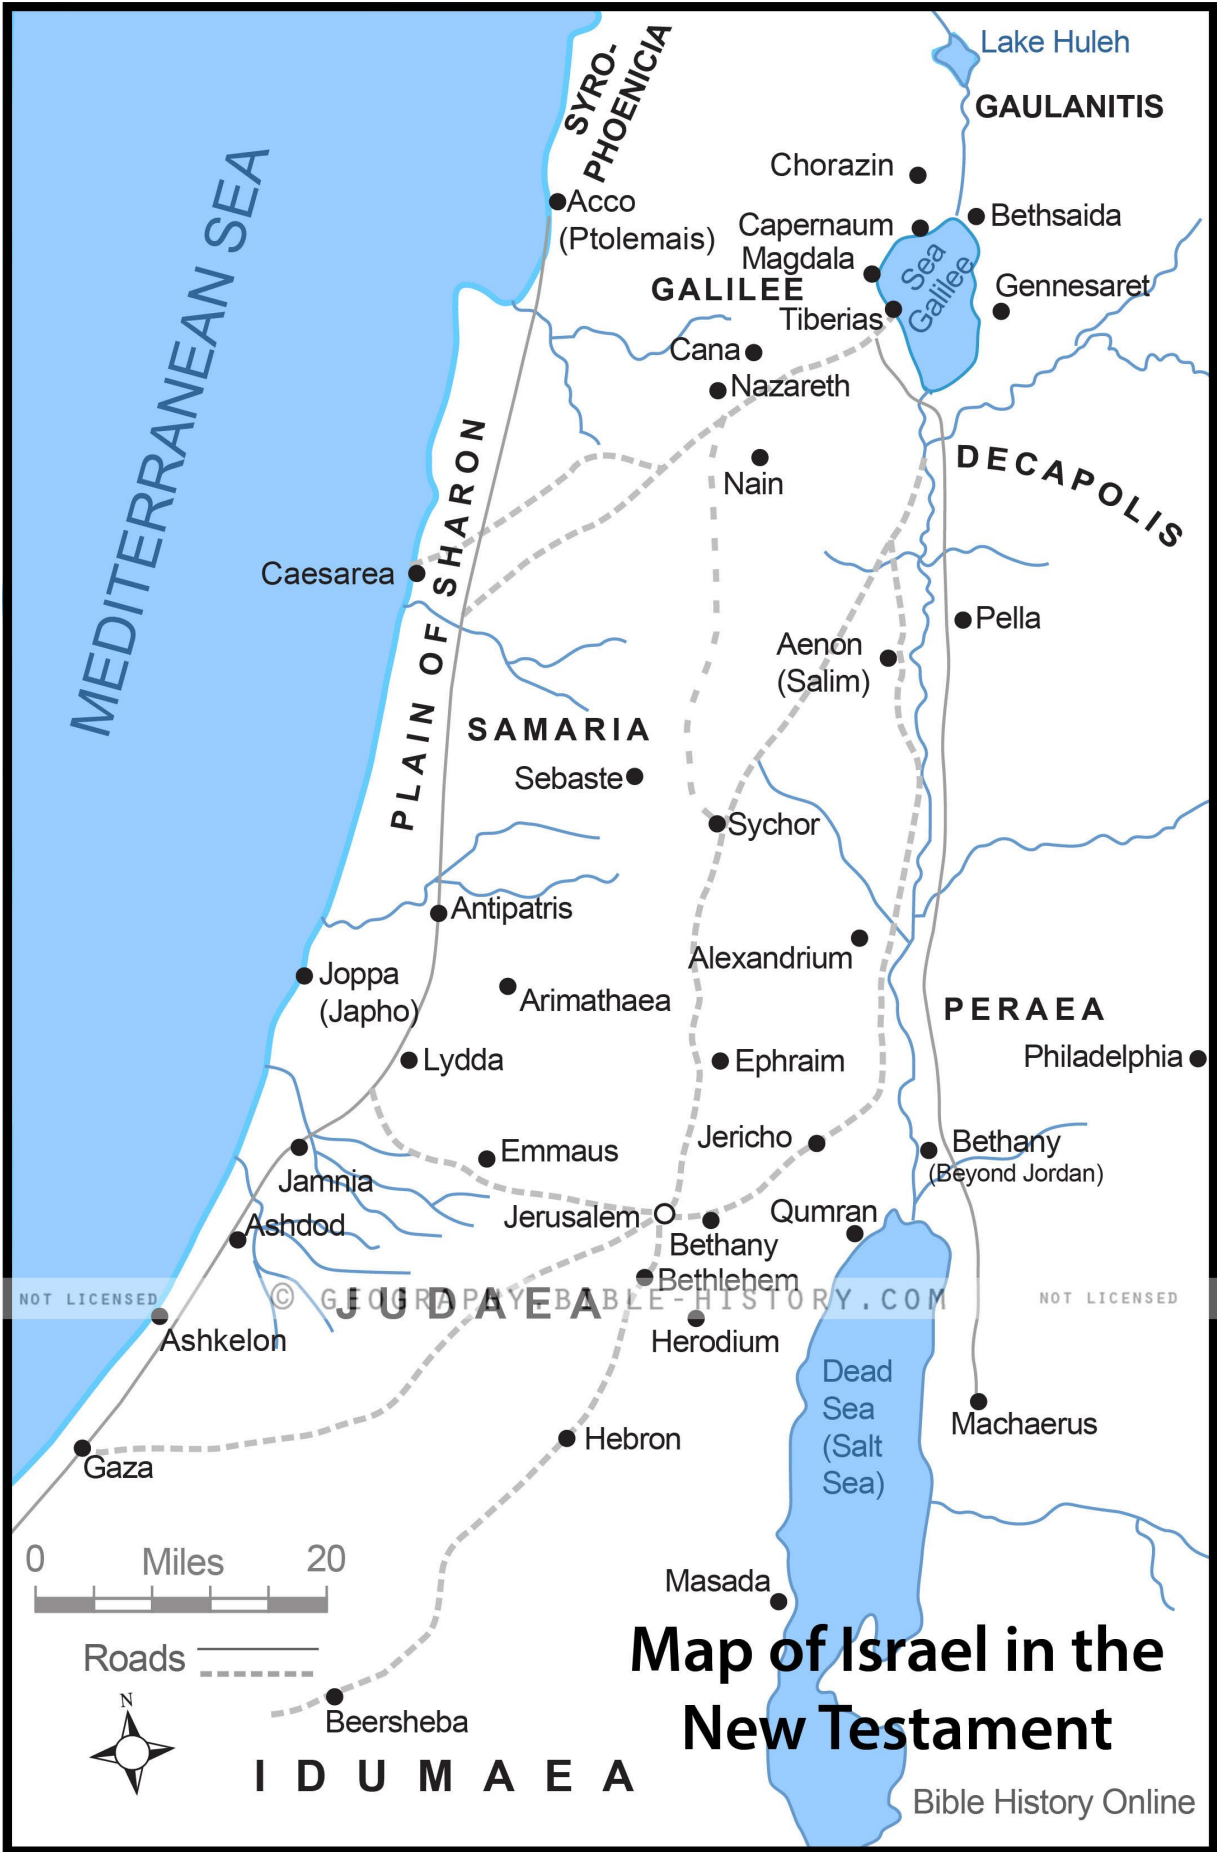 Lake Huleh
SYRO-
PHOENICIA
GAULANITIS
MEDITERRANEAN SEA
Chorazin
Acco
(Ptolemais)
Capernaum
Bethsaida
Magdala
Sea
Galilee
GALILEE
Gennesaret
Tiberias
Cana
Nazareth
DECAPOLIS
Nain
PLAIN OF SHARON
Caesarea
Pella
Aenon
(Salim)
SAMARIA
Sebaste
Sychor
Antipatris
Alexandrium
Joppa
(Japho)
Arimathaea
PERAEA
Lydda
Ephraim
Philadelphia
Jericho
Bethany
(Beyond Jordan)
Emmaus
Jamnia
Jerusalem
Qumran
Ashdod
Bethany
Bethlehem
NOT LICENSED
© GEOGRAPHY.BIBLE-HISTORY.COM
NOT LICENSED
JUDAEA
Ashkelon
Herodium
Dead
Sea
(Salt
Sea)
Machaerus
Hebron
Gaza
0 Miles 20
Masada
Roads
Map of Israel in the
New Testament
N
Beersheba
IDUMAEA
Bible History Online